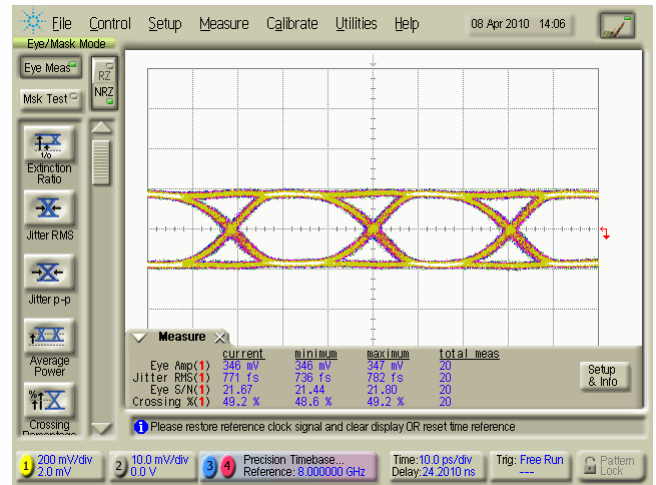 File Control Setup Measure Calibrate Utilities Help 08 Apr 2010 14:06
Eye/Mask Mode
Eye Meas
RZ
NRZ
Msk Test
1/0
Extinction
Ratio
Jitter RMS
Jitter p-p
Average
Power
%
Crossing
Percentage
Measure
current minimum maximum total meas
Eye Amp(1) 346 mV 346 mV 347 mV 20
Jitter RMS(1) 771 fs 736 fs 782 fs 20
Eye S/N(1) 21.67 21.44 21.80 20
Crossing %(1) 49.2 % 48.6 % 49.2 % 20
Setup
& Info
Please restore reference clock signal and clear display OR reset time reference
1 200 mV/div
2.0 mV
2 10.0 mV/div
0.0 V
3 4 Precision Timebase...
Reference: 8.000000 GHz
Time:10.0 ps/div
Delay:24.2010 ns
Trig: Free Run
---
Pattern
Lock